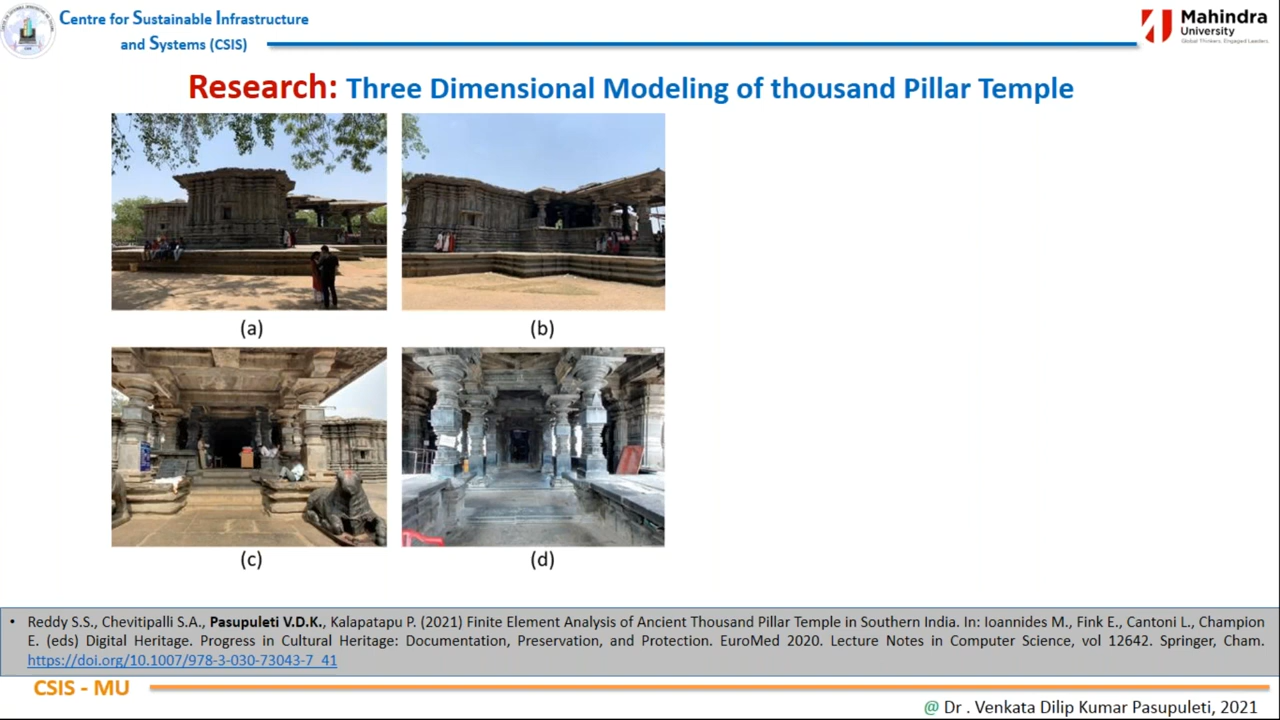 Centre for Sustainable Infrastructure
and Systems (CSIS)
Mahindra
University
Global Thinkers. Engaged Leaders.
Research: Three Dimensional Modeling of thousand Pillar Temple
(a)
(b)
(c)
(d)
• Reddy S.S., Chevitipalli S.A., Pasupuleti V.D.K., Kalapatapu P. (2021) Finite Element Analysis of Ancient Thousand Pillar Temple in Southern India. In: Ioannides M., Fink E., Cantoni L., Champion
E. (eds) Digital Heritage. Progress in Cultural Heritage: Documentation, Preservation, and Protection. EuroMed 2020. Lecture Notes in Computer Science, vol 12642. Springer, Cham.
https://doi.org/10.1007/978-3-030-73043-7_41
CSIS - MU
@ Dr . Venkata Dilip Kumar Pasupuleti, 2021